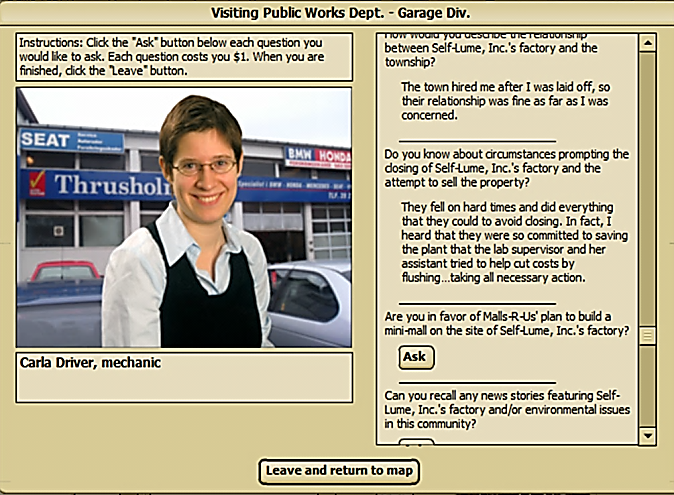 Visiting Public Works Dept. - Garage Div.
Instructions: Click the "Ask" button below each question you
would like to ask. Each question costs you $1. When you are
finished, click the "Leave" button.
SEAT
Service
BMW HONDA
Thrusholm
Specialist i BMW - HONDA - MERCEDES - SEAT
Carla Driver, mechanic
How would you describe the relationship
between Self-Lume, Inc.'s factory and the
township?
The town hired me after I was laid off, so
their relationship was fine as far as I was
concerned.
Do you know about circumstances prompting the
closing of Self-Lume, Inc.'s factory and the
attempt to sell the property?
They fell on hard times and did everything
that they could to avoid closing. In fact, I
heard that they were so committed to saving
the plant that the lab supervisor and her
assistant tried to help cut costs by
flushing...taking all necessary action.
Are you in favor of Malls-R-Us' plan to build a
mini-mall on the site of Self-Lume, Inc.'s factory?
Ask
Can you recall any news stories featuring Self-
Lume, Inc.'s factory and/or environmental issues
in this community?
Leave and return to map